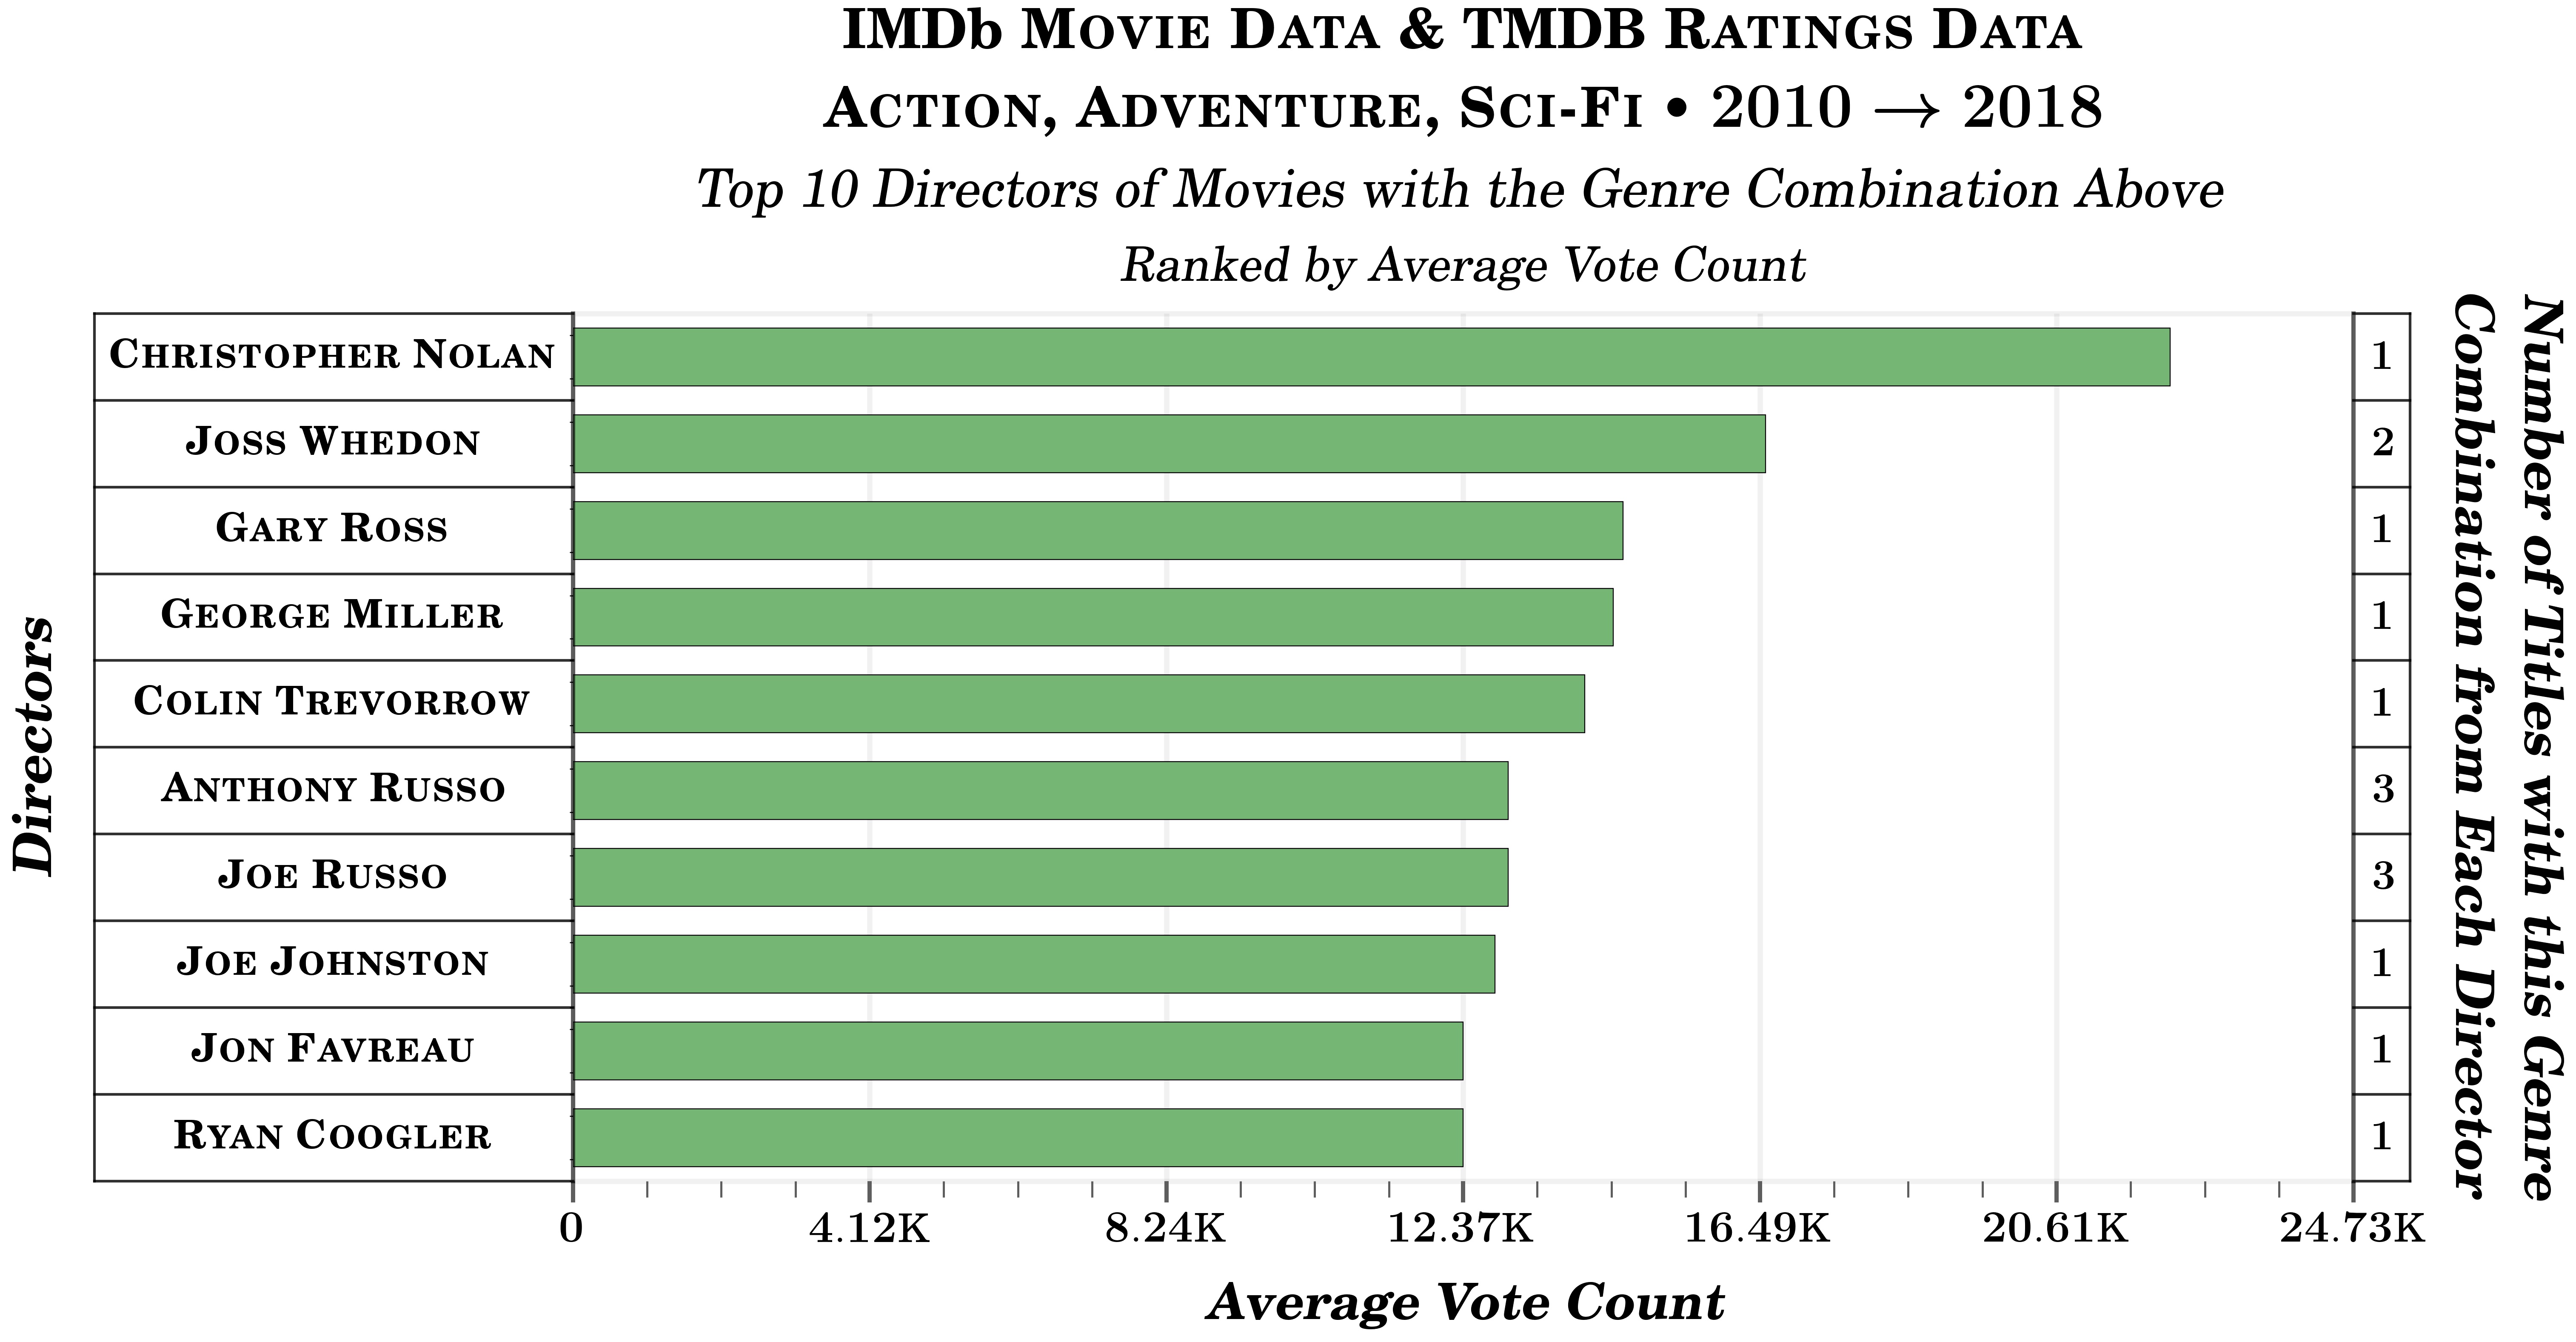 IMDb Movie Data & TMDB Ratings Data
Action, Adventure, Sci-Fi • 2010 → 2018
Top 10 Directors of Movies with the Genre Combination Above
Ranked by Average Vote Count
Directors
Christopher Nolan 1
Joss Whedon 2
Gary Ross 1
George Miller 1
Colin Trevorrow 1
Anthony Russo 3
Joe Russo 3
Joe Johnston 1
Jon Favreau 1
Ryan Coogler 1
Number of Titles with this Genre
Combination from Each Director
0 4.12K 8.24K 12.37K 16.49K 20.61K 24.73K
Average Vote Count